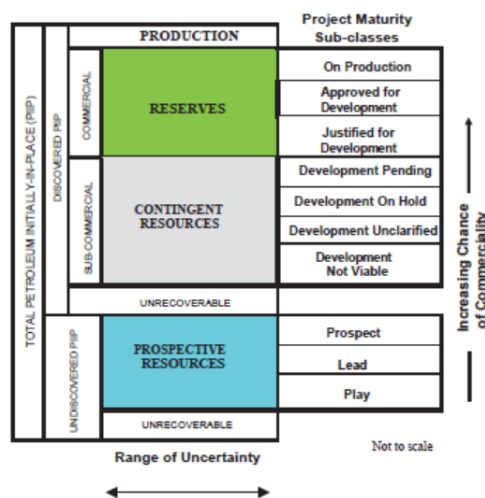 Project Maturity
Sub-classes
PRODUCTION
On Production
RESERVES
Approved for
Development
Justified for
Development
CONTINGENT
RESOURCES
Development Pending
Development On Hold
Development Unclarified
Development
Not Viable
UNRECOVERABLE
PROSPECTIVE
RESOURCES
Prospect
Lead
Play
UNRECOVERABLE
TOTAL PETROLEUM INITIALLY-IN-PLACE (PIIP)
DISCOVERED PIIP
UNDISCOVERED PIIP
COMMERCIAL
SUB-COMMERCIAL
Increasing Chance
of Commerciality
Not to scale
Range of Uncertainty